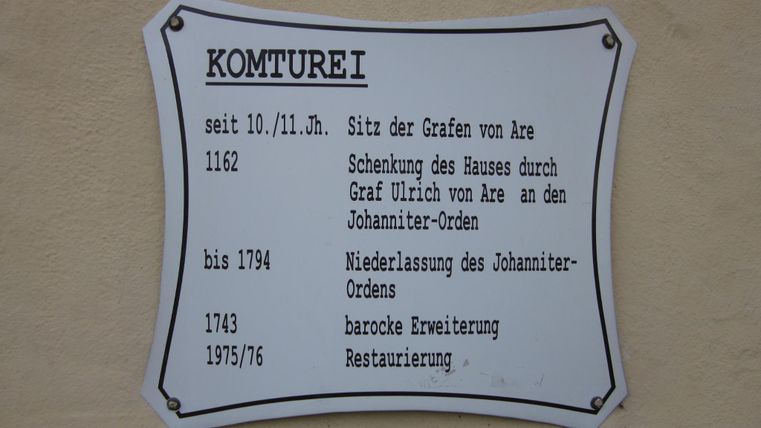 KOMTUREI
seit 10./11.Jh. Sitz der Grafen von Are
1162 Schenkung des Hauses durch
Graf Ulrich von Are an den
Johanniter-Orden
bis 1794 Niederlassung des Johanniter-
Ordens
1743 barocke Erweiterung
1975/76 Restaurierung